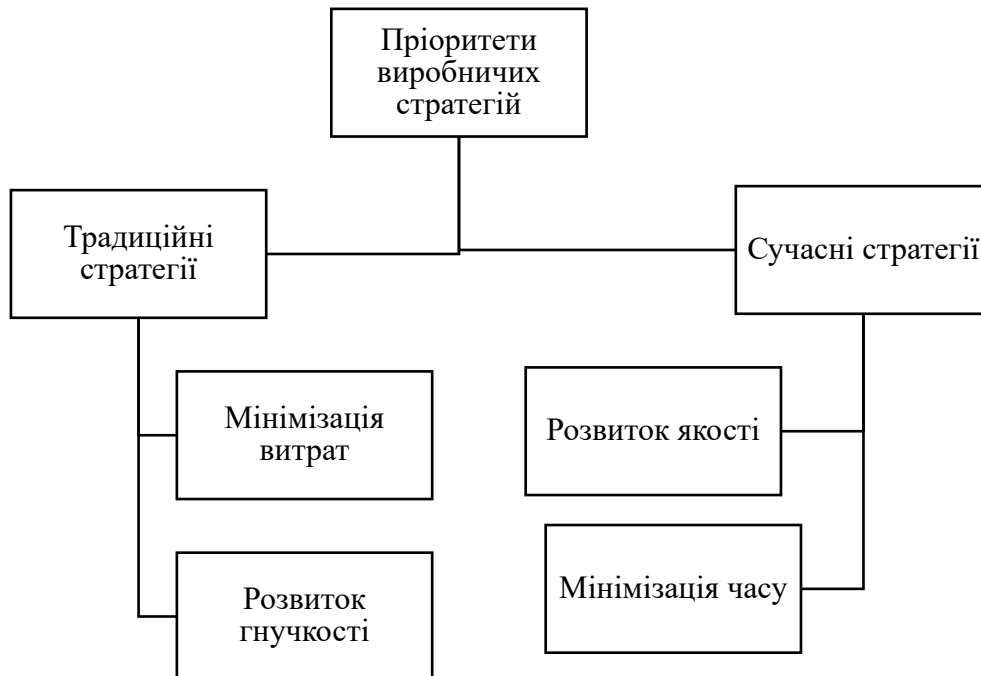 Пріоритети
виробничих
стратегій
Традиційні
стратегії
Сучасні стратегії
Мінімізація
витрат
Розвиток
гнучкості
Розвиток якості
Мінімізація часу